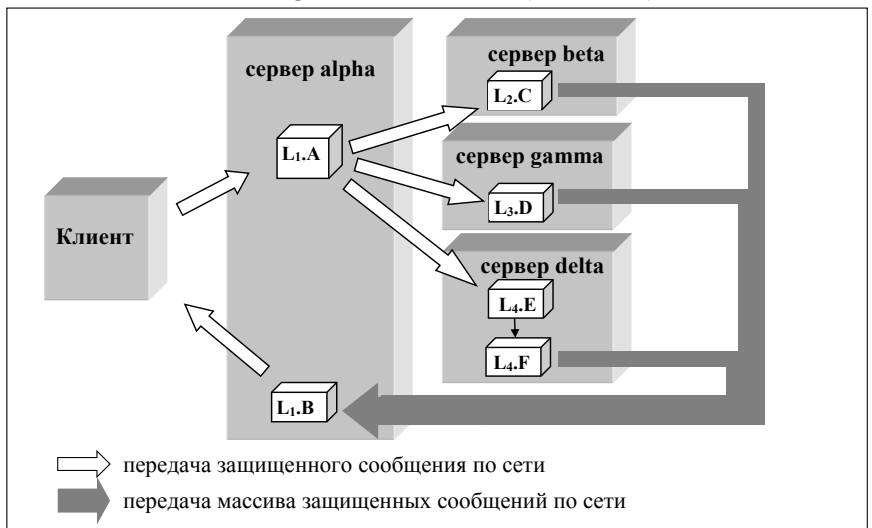 сервер alpha
сервер beta
L₂.C
L₁.A
сервер gamma
L₃.D
Клиент
сервер delta
L₄.E
L₄.F
L₁.B
передача защищенного сообщения по сети
передача массива защищенных сообщений по сети